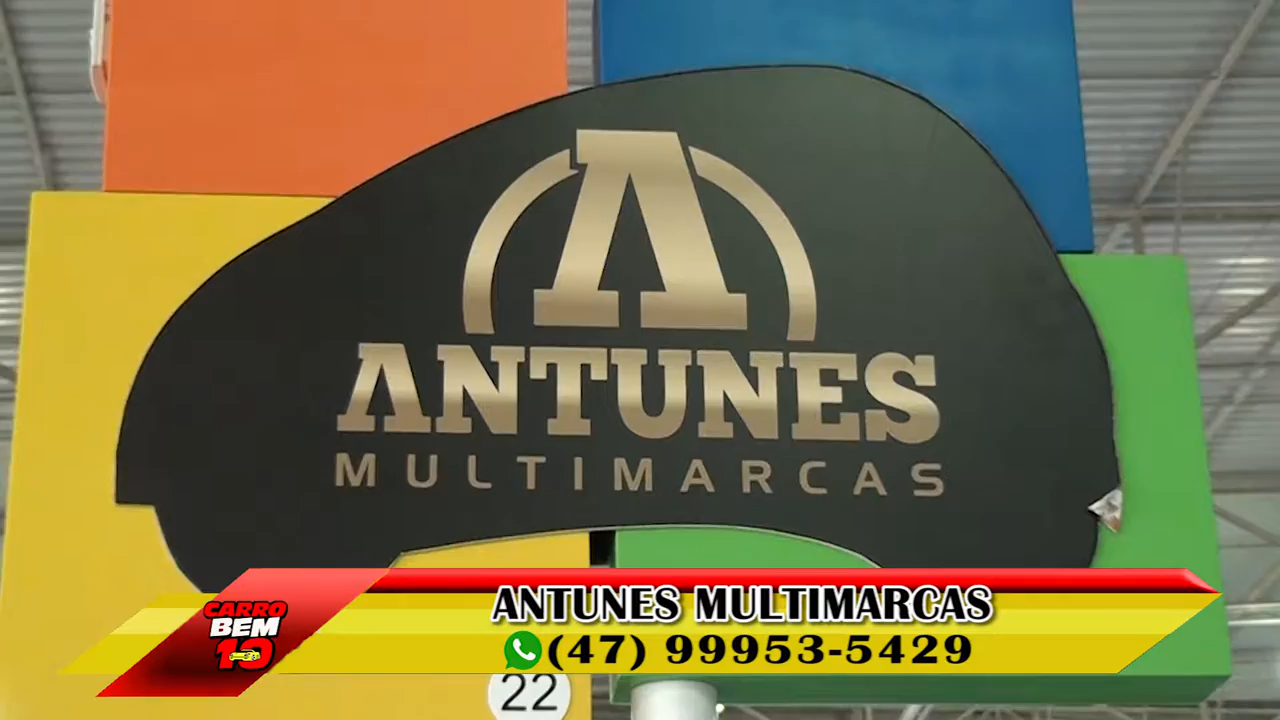 A
ANTUNES
MULTIMARCAS
ANTUNES MULTIMARCAS
CARRO
BEM
10
(47) 99953-5429
22